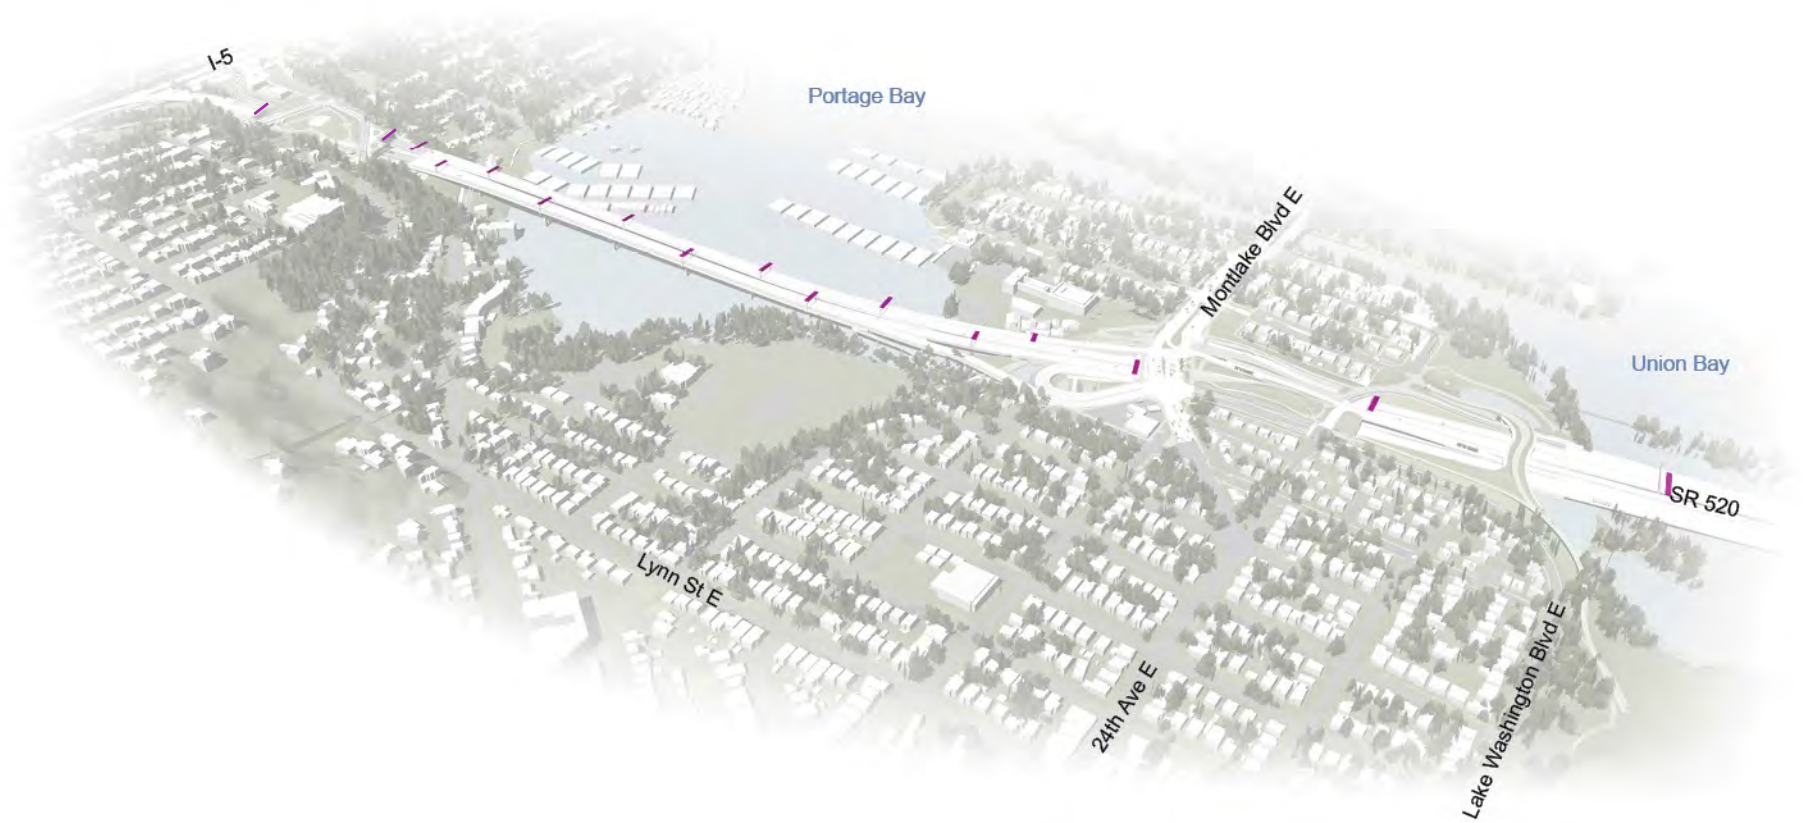 I-5
Portage Bay
Montlake Blvd E
Union Bay
SR 520
Lynn St E
24th Ave E
Lake Washington Blvd E